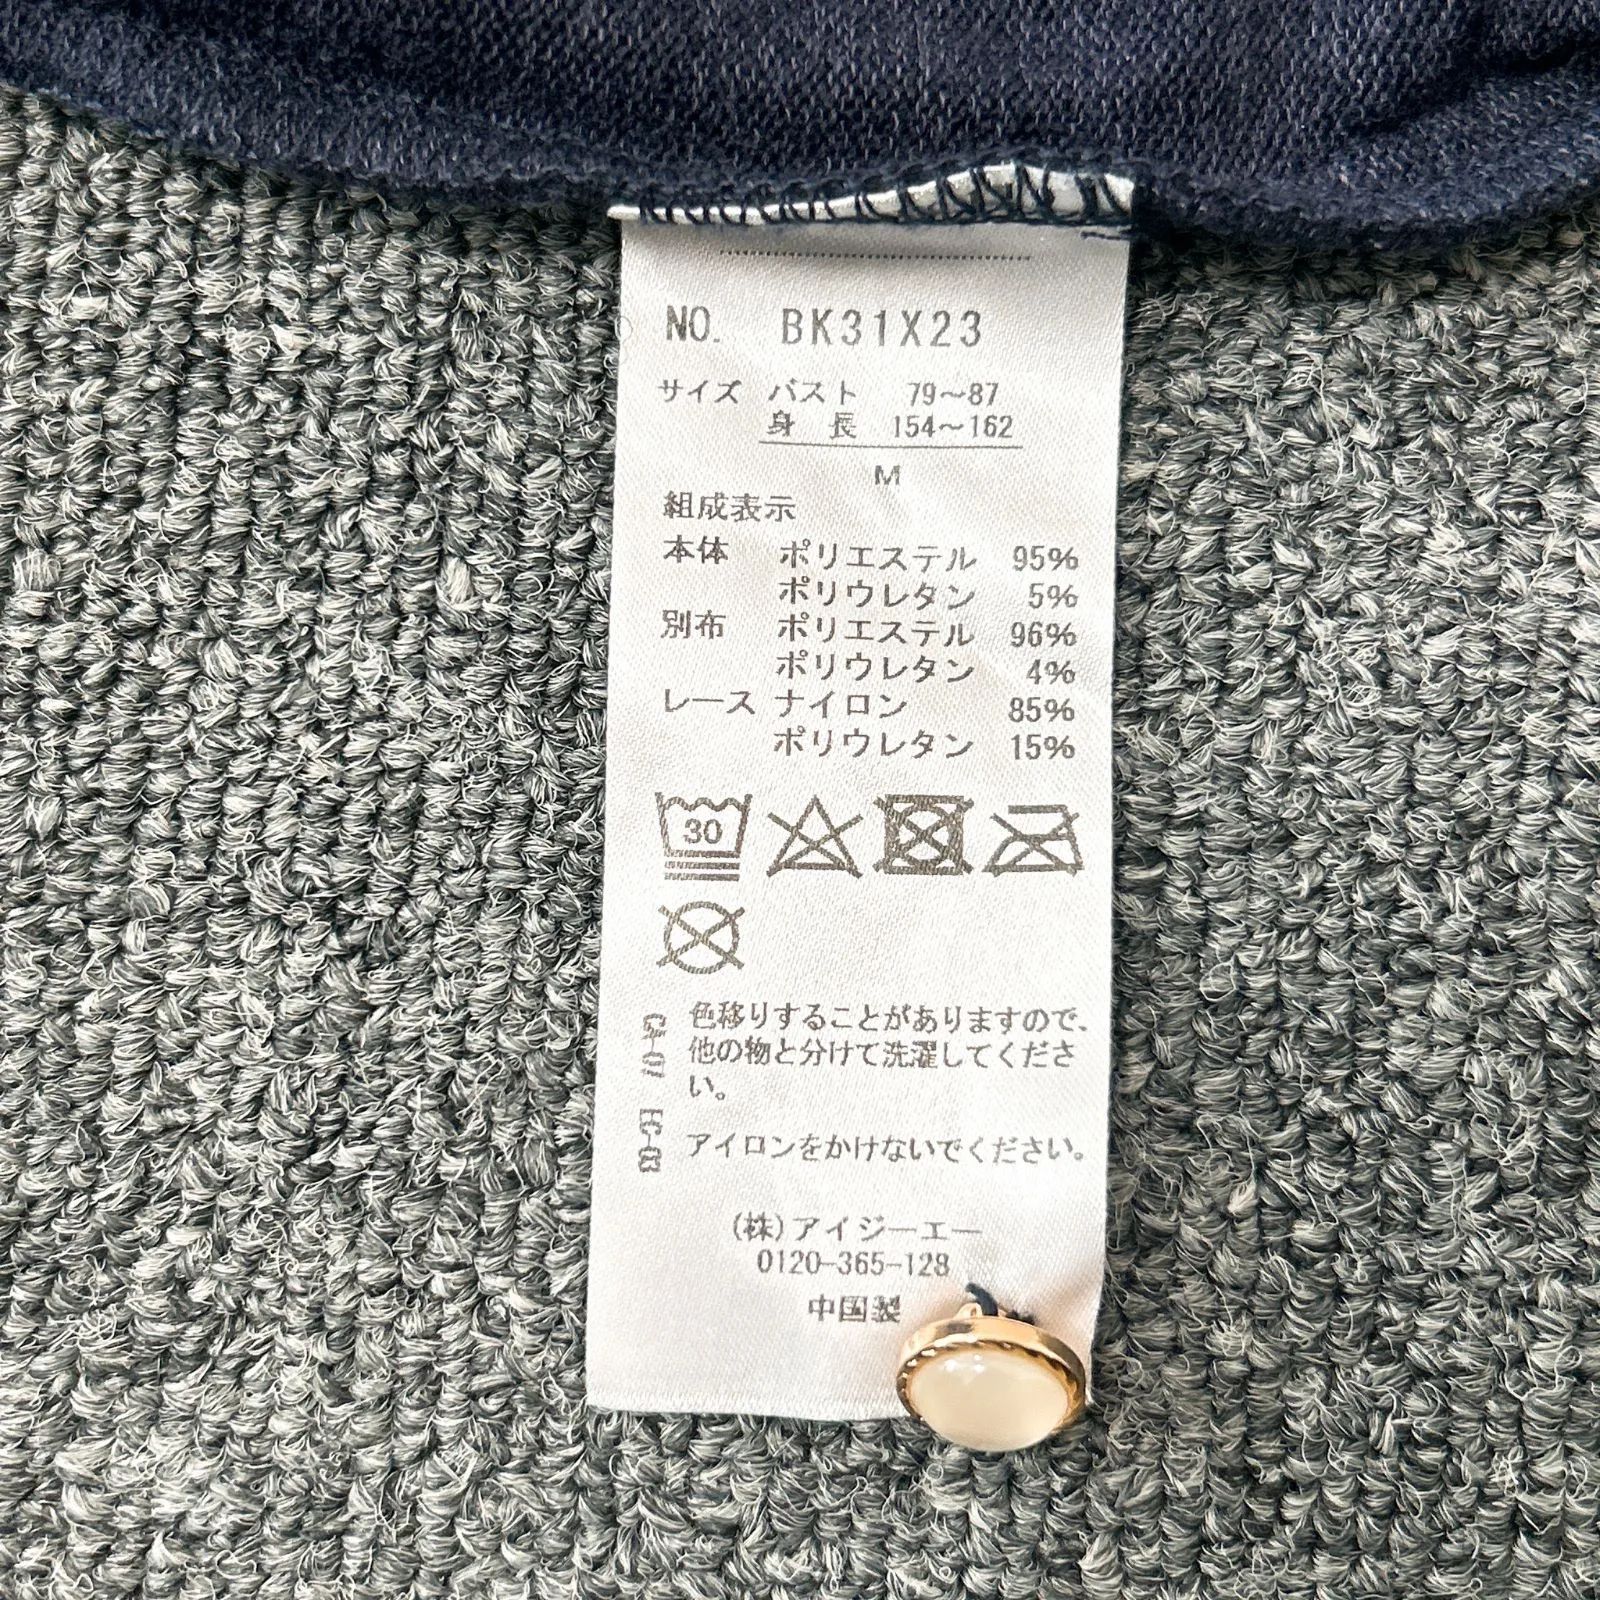 NO. BK31X23
サイズ バスト 79～87
身 長 154～162
M
組成表示
本体 ポリエステル 95%
ポリウレタン 5%
別布 ポリエステル 96%
ポリウレタン 4%
レース ナイロン 85%
ポリウレタン 15%
30
色移りすることがありますので、
他の物と分けて洗濯してくださ
い。
アイロンをかけないでください。
(株)アイジーエー
0120-365-128
中国製